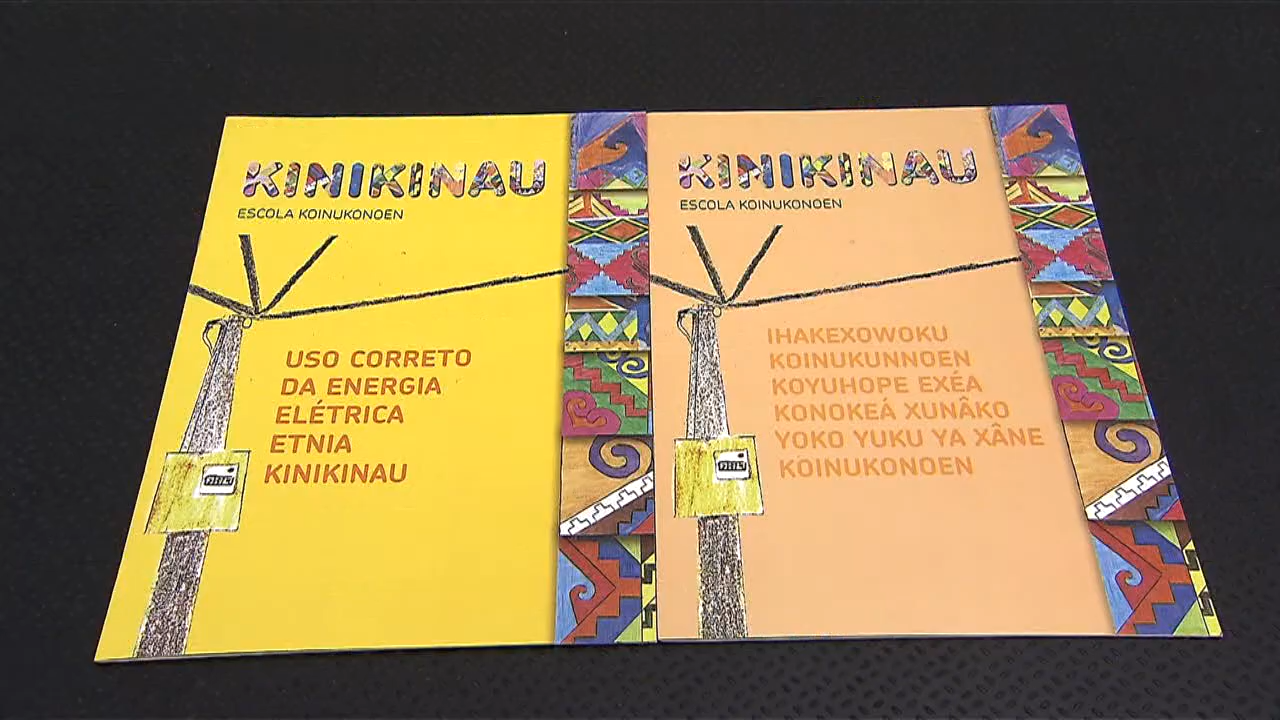 KINIKINAU
ESCOLA KOINUKONOEN
USO CORRETO
DA ENERGIA
ELÉTRICA
ETNIA
KINIKINAU
KINIKINAU
ESCOLA KOINUKONOEN
IHAKEXOWOKU
KOINUKUNNOEN
KOYUHOPE EXÉA
KONOKEÁ XUNÂKO
YOKO YUKU YA XÂNE
KOINUKONOEN